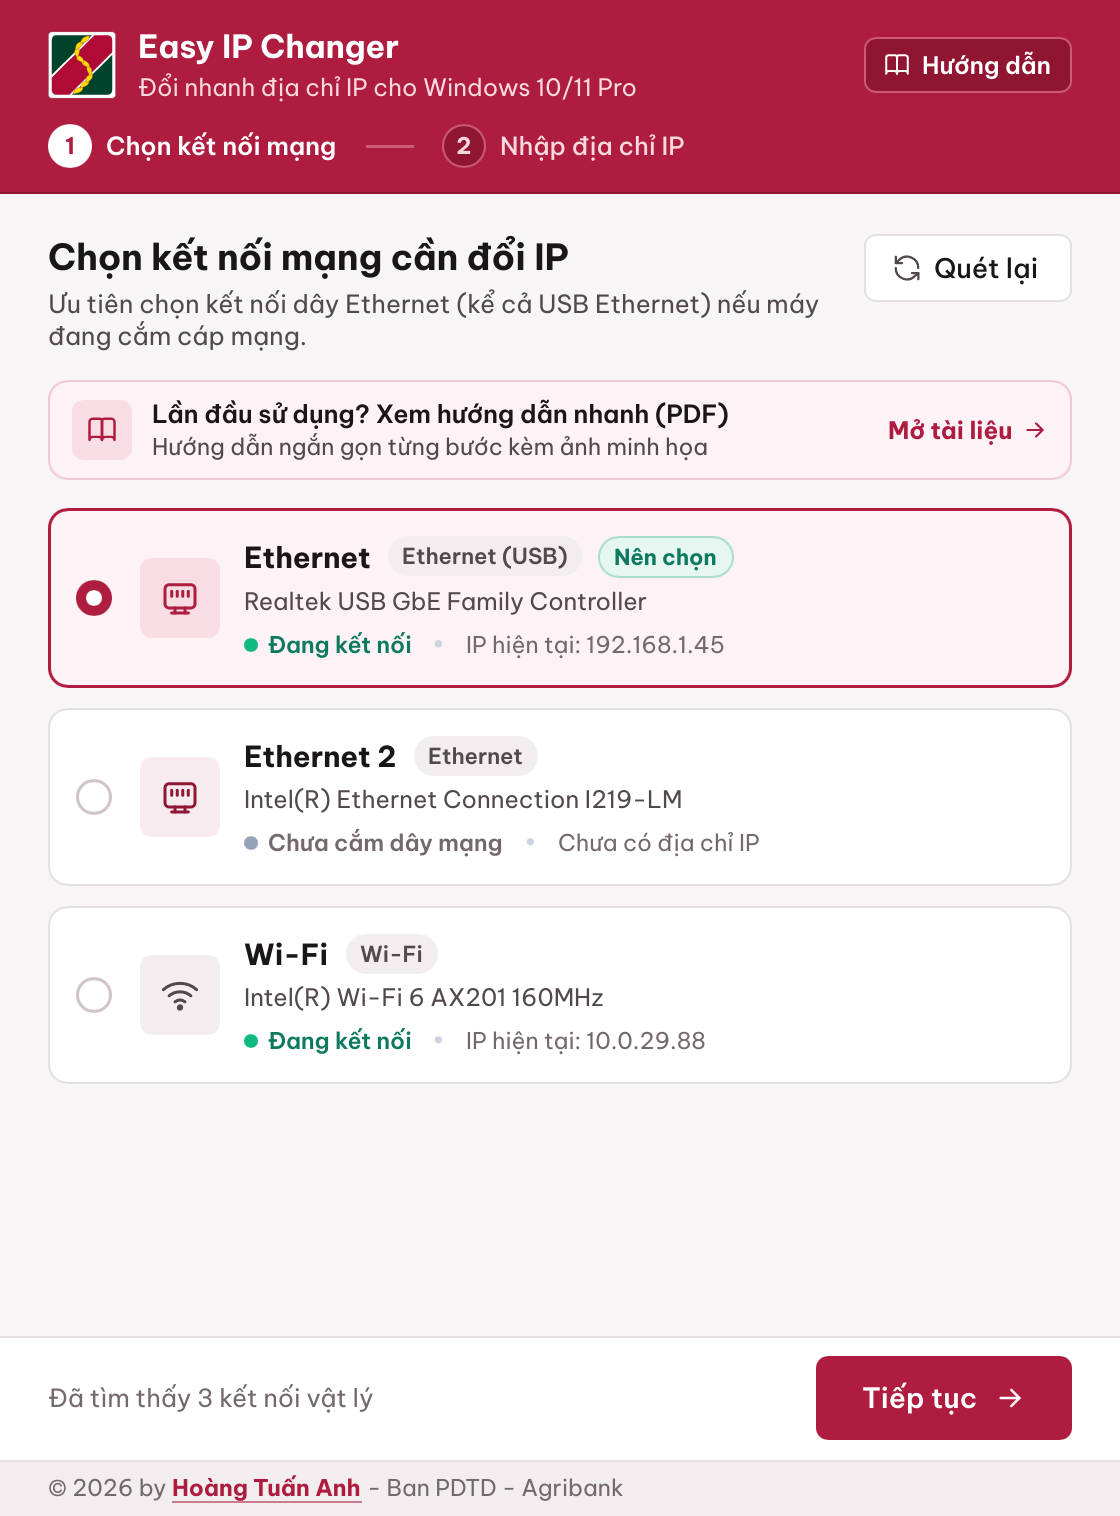 Easy IP Changer
Đổi nhanh địa chỉ IP cho Windows 10/11 Pro
Hướng dẫn
1 Chọn kết nối mạng
2 Nhập địa chỉ IP
Chọn kết nối mạng cần đổi IP
Ưu tiên chọn kết nối dây Ethernet (kể cả USB Ethernet) nếu máy
đang cắm cáp mạng.
Quét lại
Lần đầu sử dụng? Xem hướng dẫn nhanh (PDF)
Hướng dẫn ngắn gọn từng bước kèm ảnh minh họa
Mở tài liệu →
Ethernet Ethernet (USB) Nên chọn
Realtek USB GbE Family Controller
Đang kết nối • IP hiện tại: 192.168.1.45
Ethernet 2 Ethernet
Intel(R) Ethernet Connection I219-LM
Chưa cắm dây mạng • Chưa có địa chỉ IP
Wi-Fi Wi-Fi
Intel(R) Wi-Fi 6 AX201 160MHz
Đang kết nối • IP hiện tại: 10.0.29.88
Đã tìm thấy 3 kết nối vật lý
Tiếp tục →
© 2026 by Hoàng Tuấn Anh - Ban PDTD - Agribank